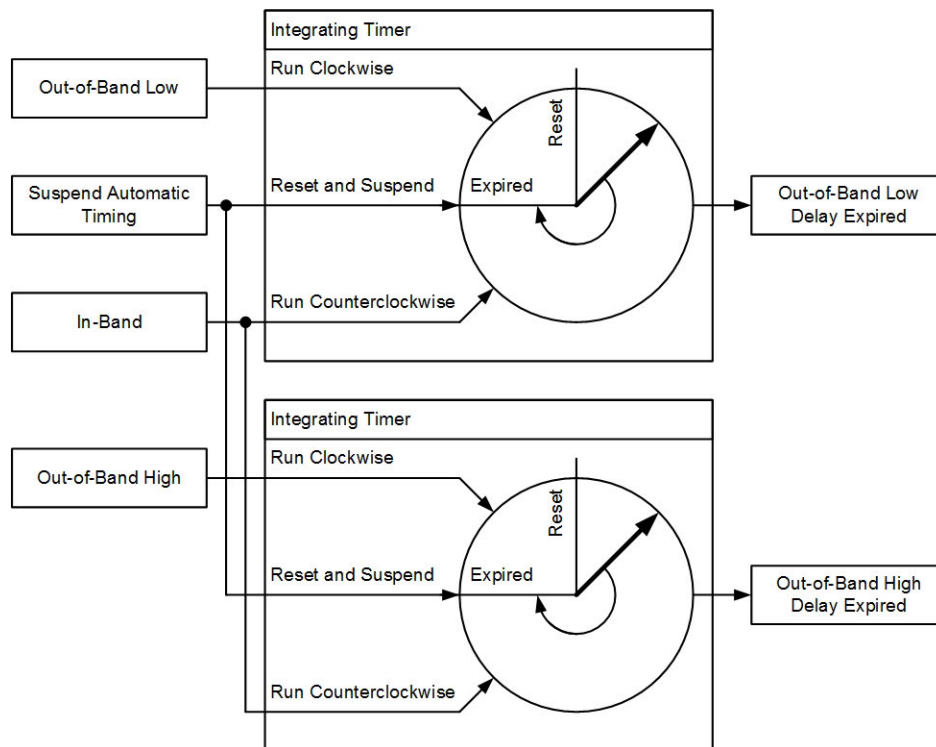 Integrating Timer
Run Clockwise
Out-of-Band Low
Reset
Suspend Automatic
Timing
Reset and Suspend
Expired
Out-of-Band Low
Delay Expired
Run Counterclockwise
In-Band
Integrating Timer
Run Clockwise
Out-of-Band High
Reset
Reset and Suspend
Expired
Out-of-Band High
Delay Expired
Run Counterclockwise